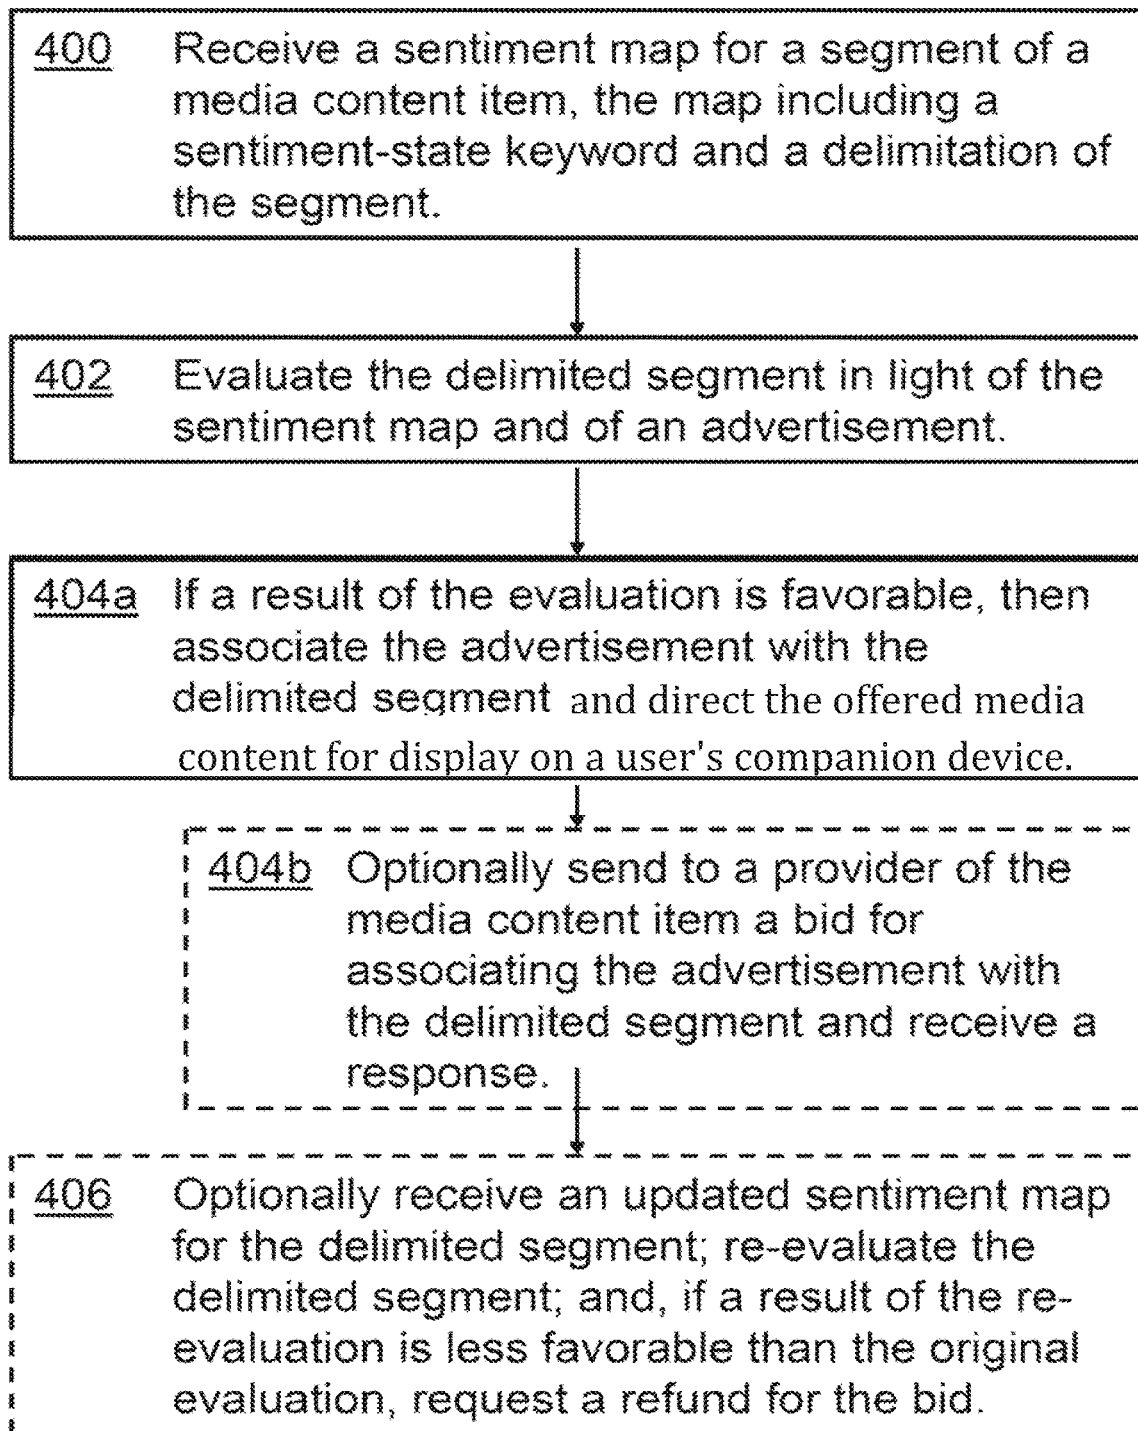 400 Receive a sentiment map for a segment of a
media content item, the map including a
sentiment-state keyword and a delimitation of
the segment.
402 Evaluate the delimited segment in light of the
sentiment map and of an advertisement.
404a If a result of the evaluation is favorable, then
associate the advertisement with the
delimited segment and direct the offered media
content for display on a user's companion device.
404b Optionally send to a provider of the
media content item a bid for
associating the advertisement with
the delimited segment and receive a
response.
406 Optionally receive an updated sentiment map
for the delimited segment; re-evaluate the
delimited segment; and, if a result of the re-
evaluation is less favorable than the original
evaluation, request a refund for the bid.